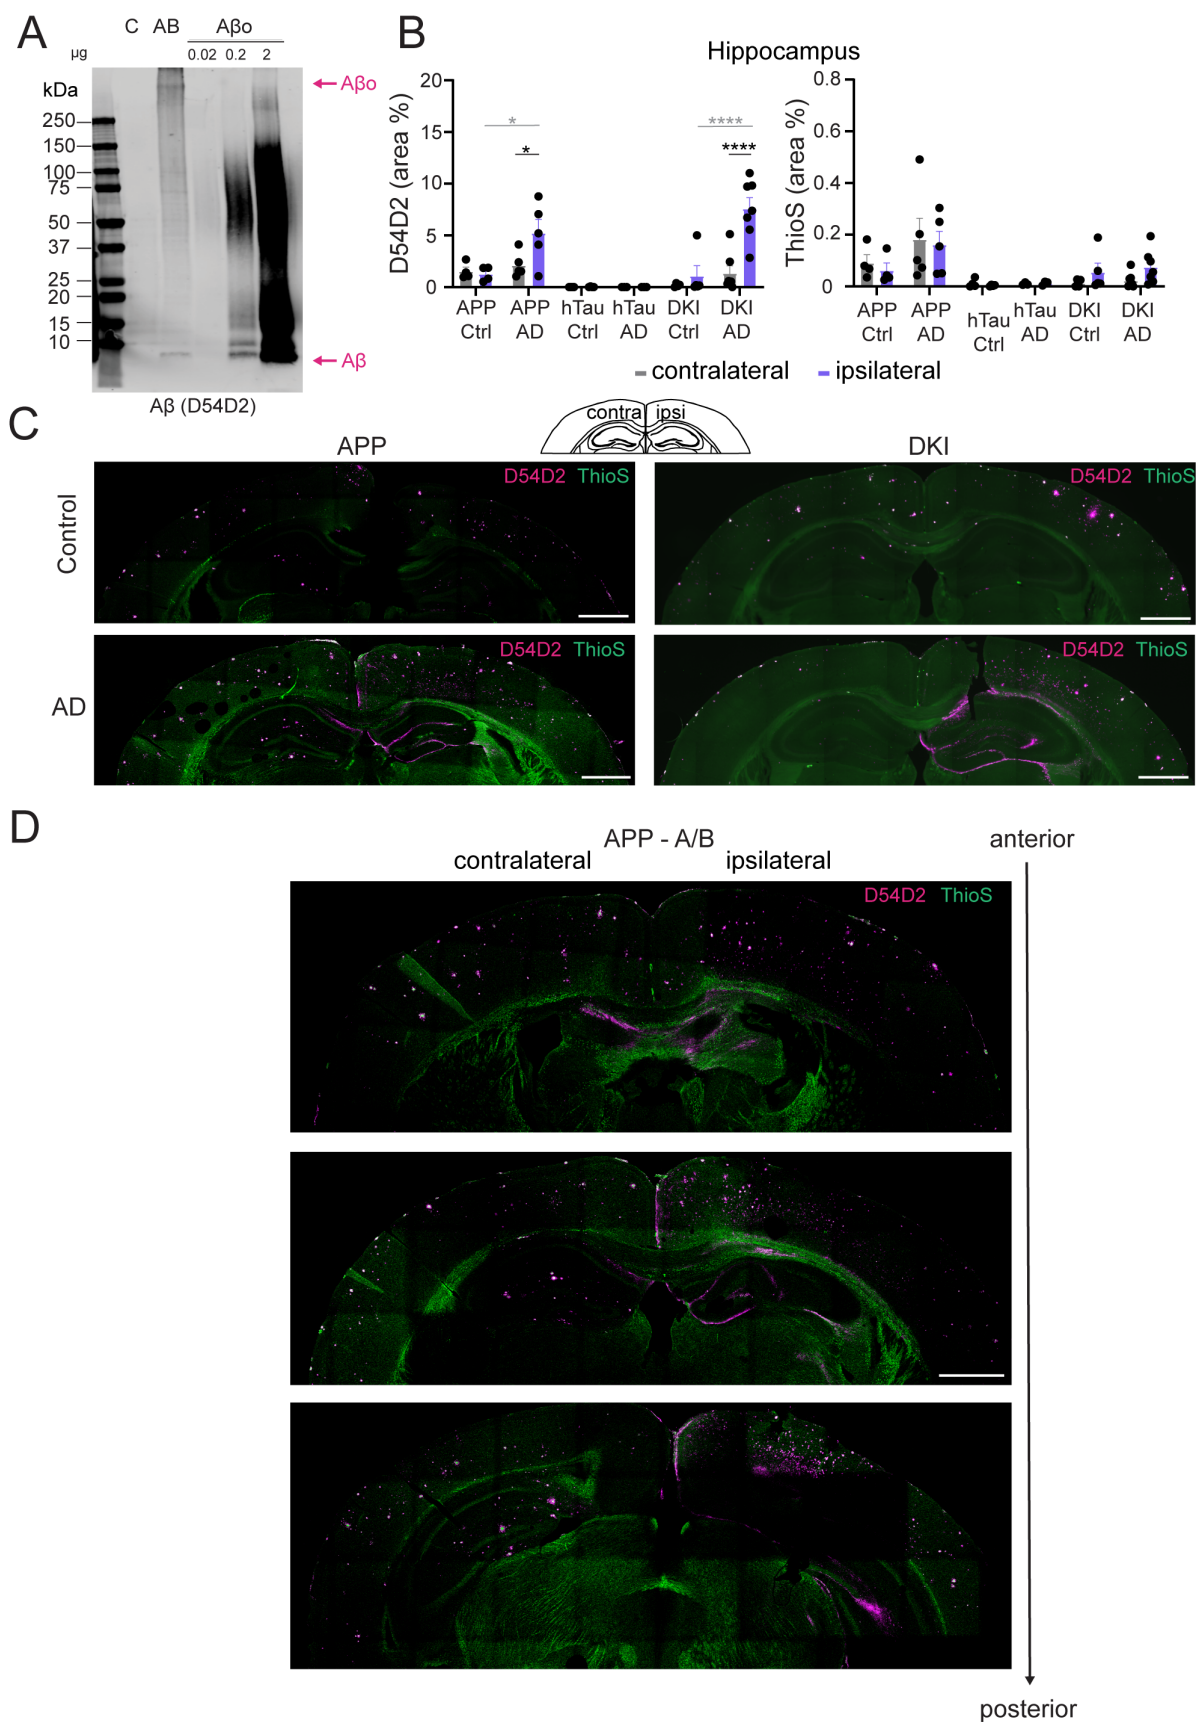 A
C AB Aβo
µg 0.02 0.2 2
kDa
250
150
100
75
50
37
25
20
15
10
Aβo
Aβ
Aβ (D54D2)
B
Hippocampus
D54D2 (area %)
20
15
10
5
0
* ****
* ****
APP Ctrl
APP AD
hTau Ctrl
hTau AD
DKI Ctrl
DKI AD
ThioS (area %)
0.8
0.6
0.4
0.2
0
APP Ctrl
APP AD
hTau Ctrl
hTau AD
DKI Ctrl
DKI AD
contralateral ipsilateral
C
contra ipsi
APP DKI
Control
D54D2 ThioS
D54D2 ThioS
AD
D54D2 ThioS
D54D2 ThioS
D
APP - A/B
contralateral ipsilateral
anterior
D54D2 ThioS
posterior